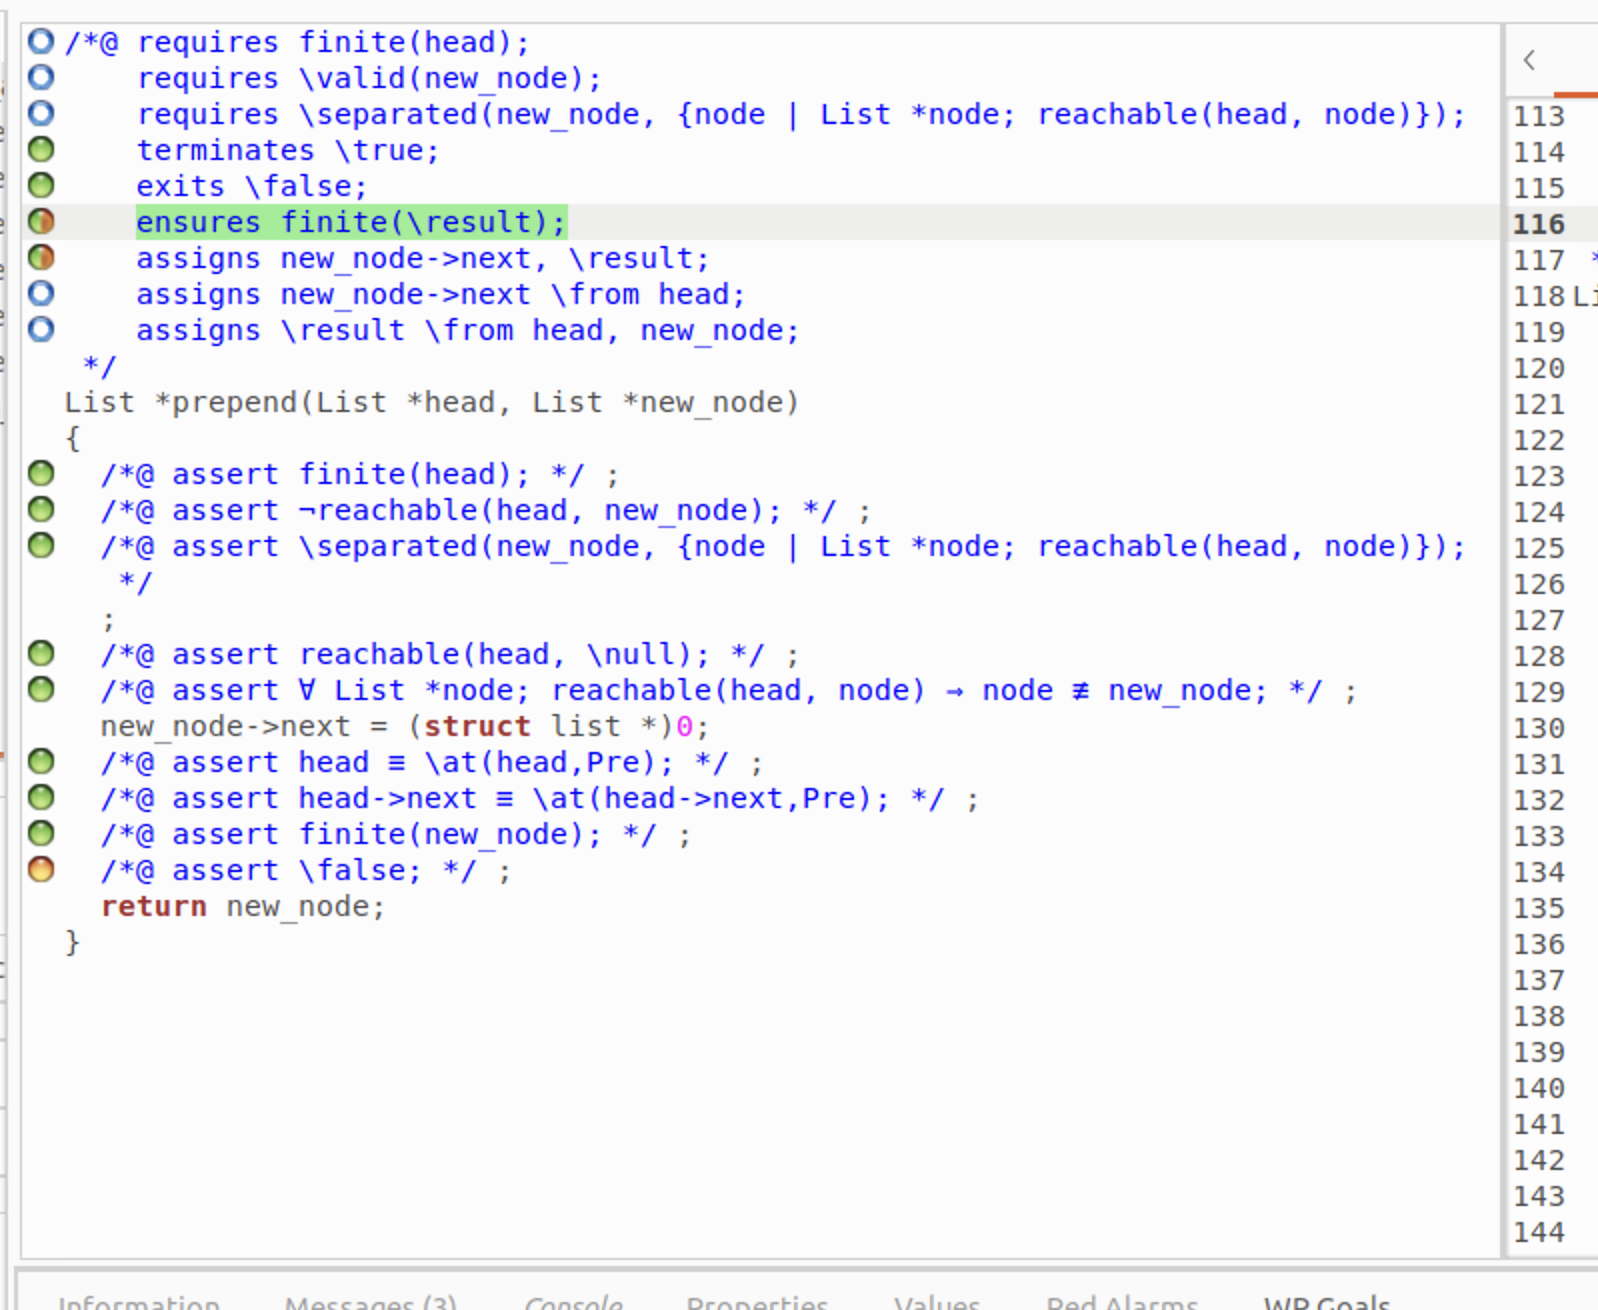 /*@ requires finite(head);
    requires \valid(new_node);
    requires \separated(new_node, {node | List *node; reachable(head, node)});
    terminates \true;
    exits \false;
    ensures finite(\result);
    assigns new_node->next, \result;
    assigns new_node->next \from head;
    assigns \result \from head, new_node;
 */
List *prepend(List *head, List *new_node)
{
  /*@ assert finite(head); */ ;
  /*@ assert ¬reachable(head, new_node); */ ;
  /*@ assert \separated(new_node, {node | List *node; reachable(head, node)});
   */
  ;
  /*@ assert reachable(head, \null); */ ;
  /*@ assert ∀ List *node; reachable(head, node) → node ≢ new_node; */ ;
  new_node->next = (struct list *)0;
  /*@ assert head ≡ \at(head,Pre); */ ;
  /*@ assert head->next ≡ \at(head->next,Pre); */ ;
  /*@ assert finite(new_node); */ ;
  /*@ assert \false; */ ;
  return new_node;
}
113
114
115
116
117 *
118 Li
119
120
121
122
123
124
125
126
127
128
129
130
131
132
133
134
135
136
137
138
139
140
141
142
143
144
Information Messages (3) Console Properties Values Red Alarms WP Goals